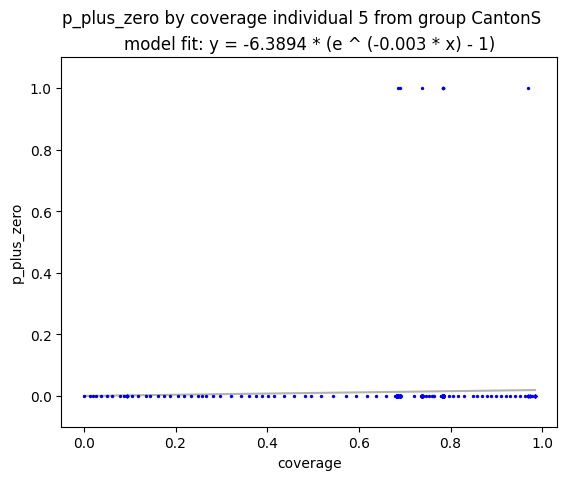 p_plus_zero by coverage individual 5 from group CantonS
model fit: y = -6.3894 * (e ^ (-0.003 * x) - 1)
1.0
0.8
0.6
0.4
0.2
0.0
p_plus_zero
0.0 0.2 0.4 0.6 0.8 1.0
coverage